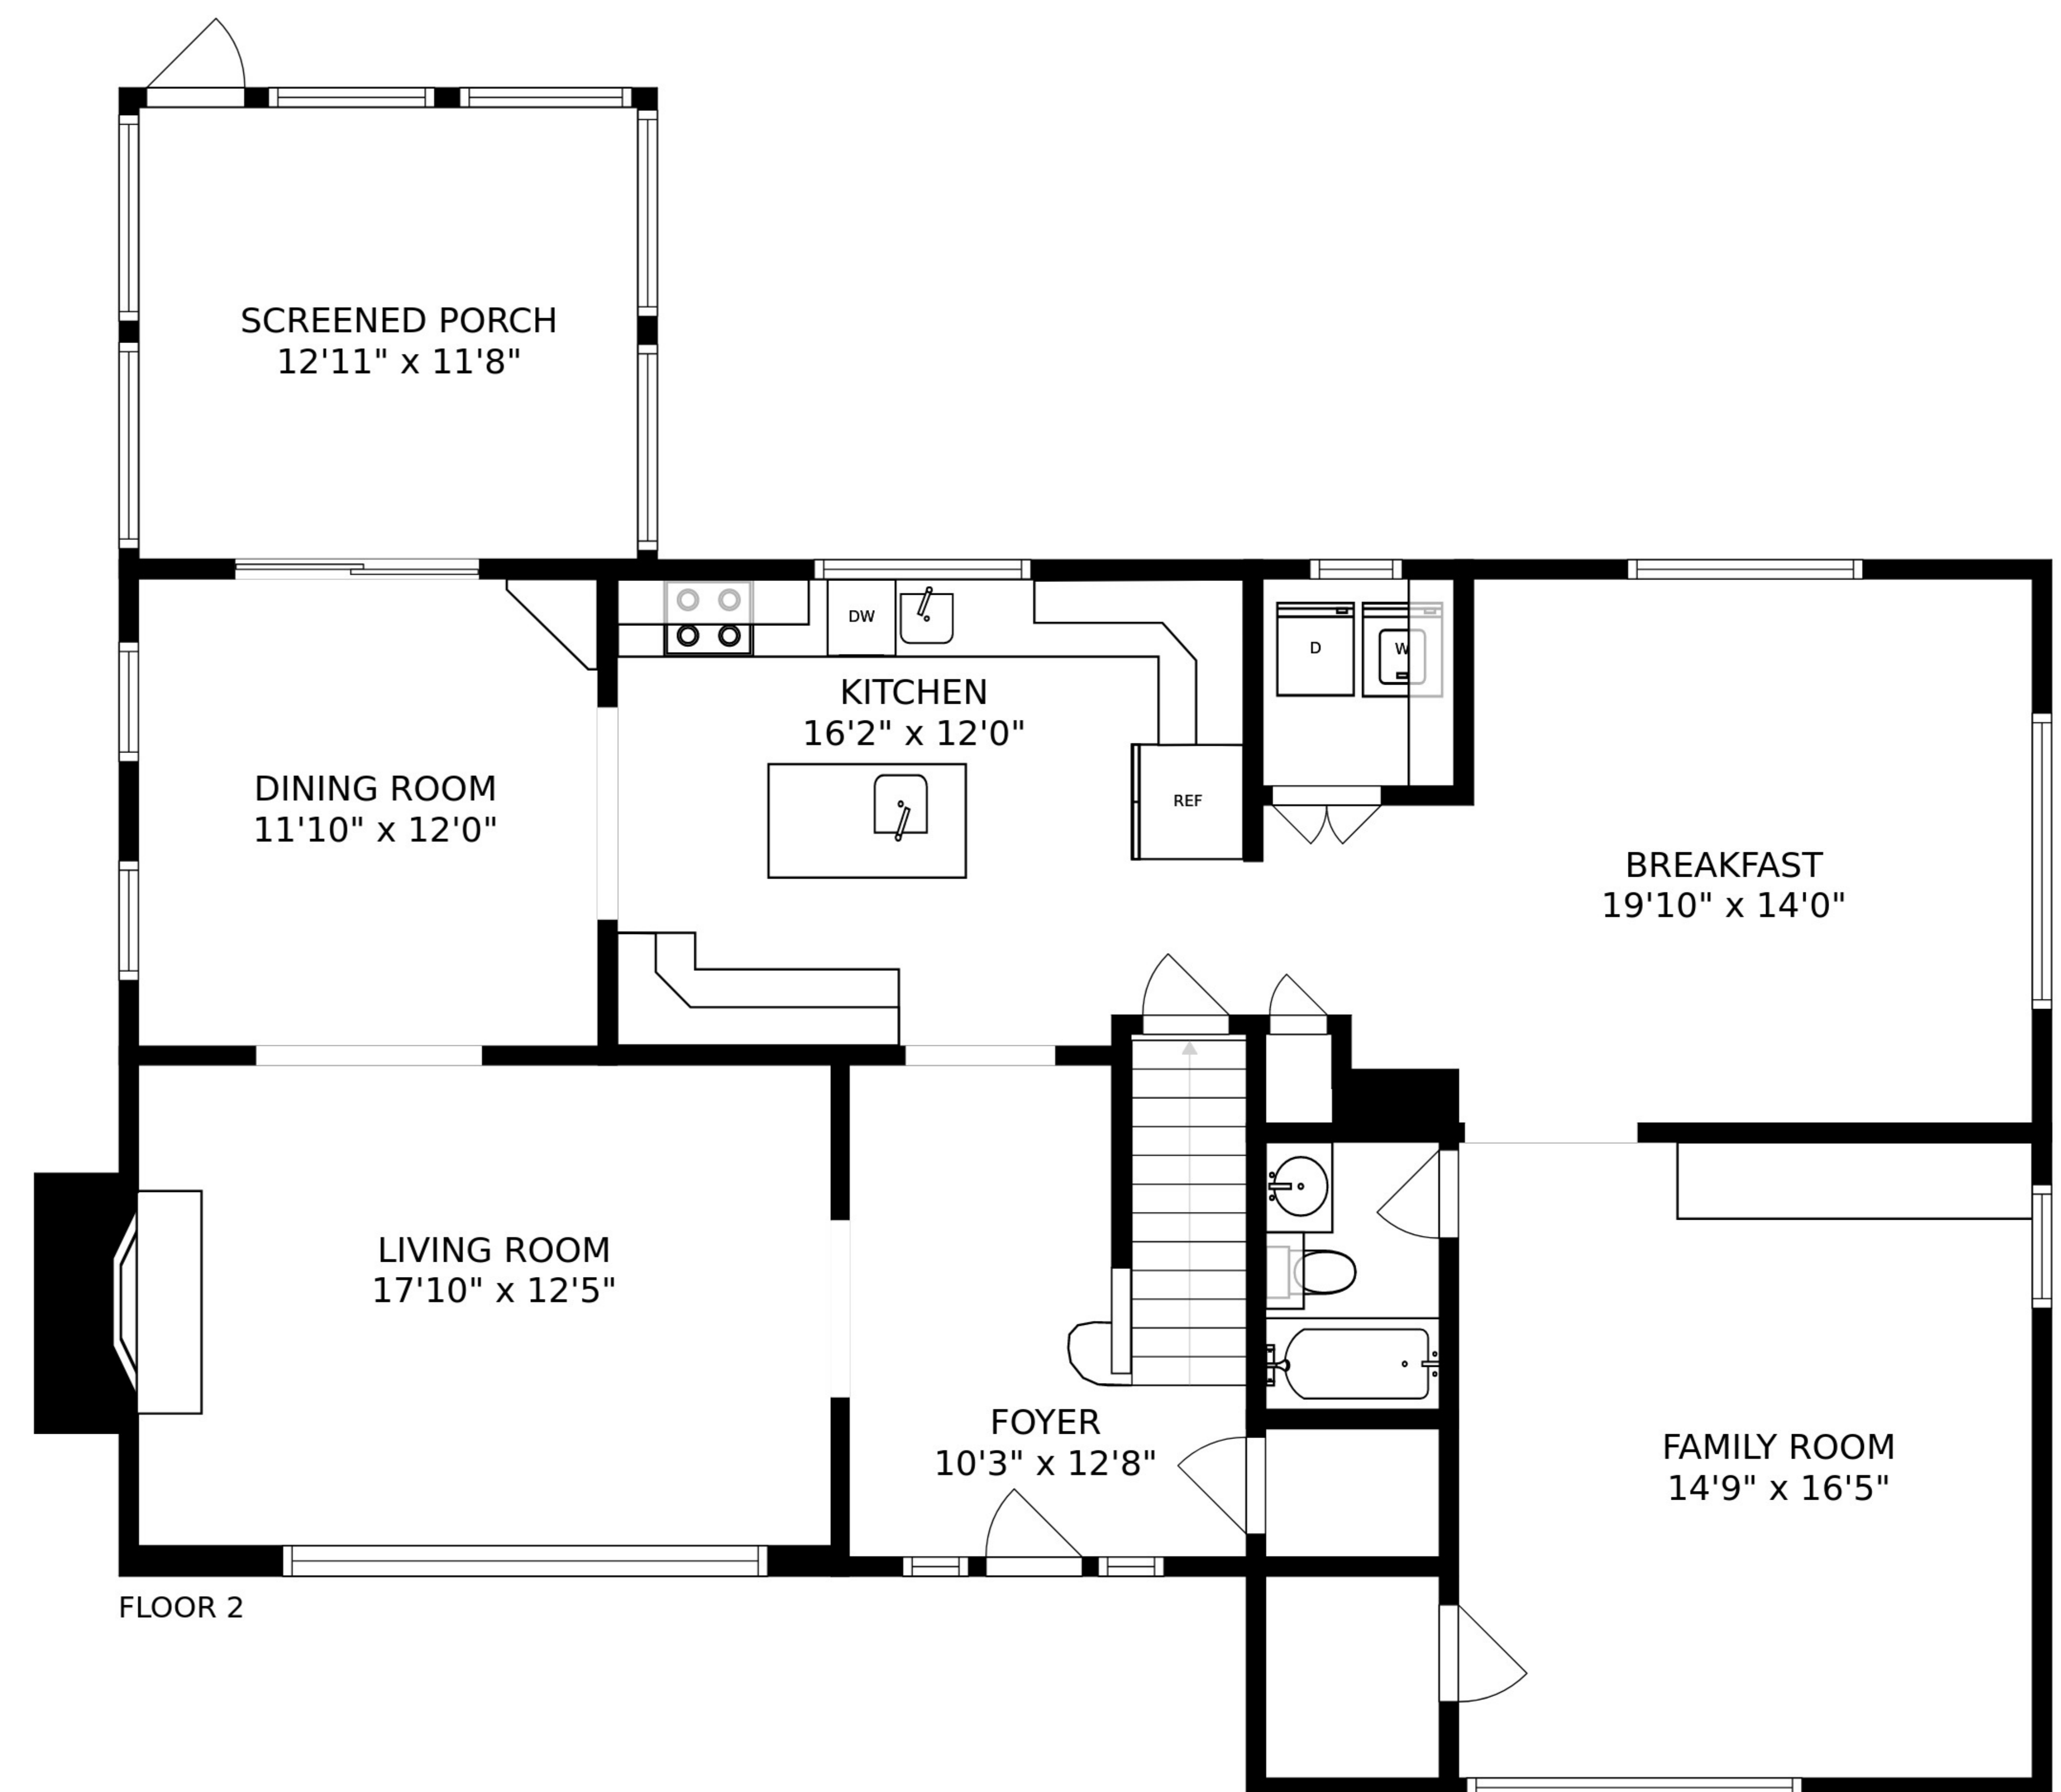 SCREENED PORCH
12'11" x 11'8"
DW
KITCHEN
16'2" x 12'0"
D
W
REF
DINING ROOM
11'10" x 12'0"
BREAKFAST
19'10" x 14'0"
LIVING ROOM
17'10" x 12'5"
FOYER
10'3" x 12'8"
FAMILY ROOM
14'9" x 16'5"
FLOOR 2